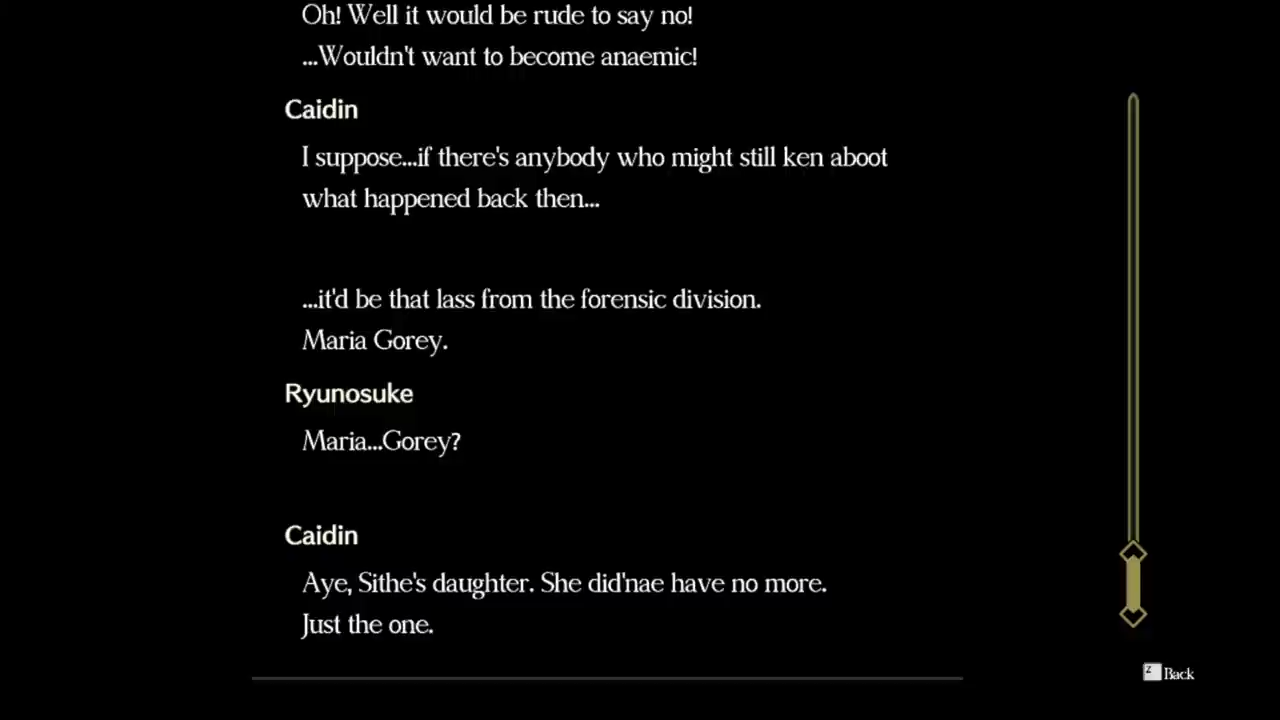 Oh! Well it would be rude to say no!
...Wouldn't want to become anaemic!
Caidin
I suppose...if there's anybody who might still ken aboot
what happened back then...
...it'd be that lass from the forensic division.
Maria Gorey.
Ryunosuke
Maria...Gorey?
Caidin
Aye, Sithe's daughter. She did'nae have no more.
Just the one.
Z Back